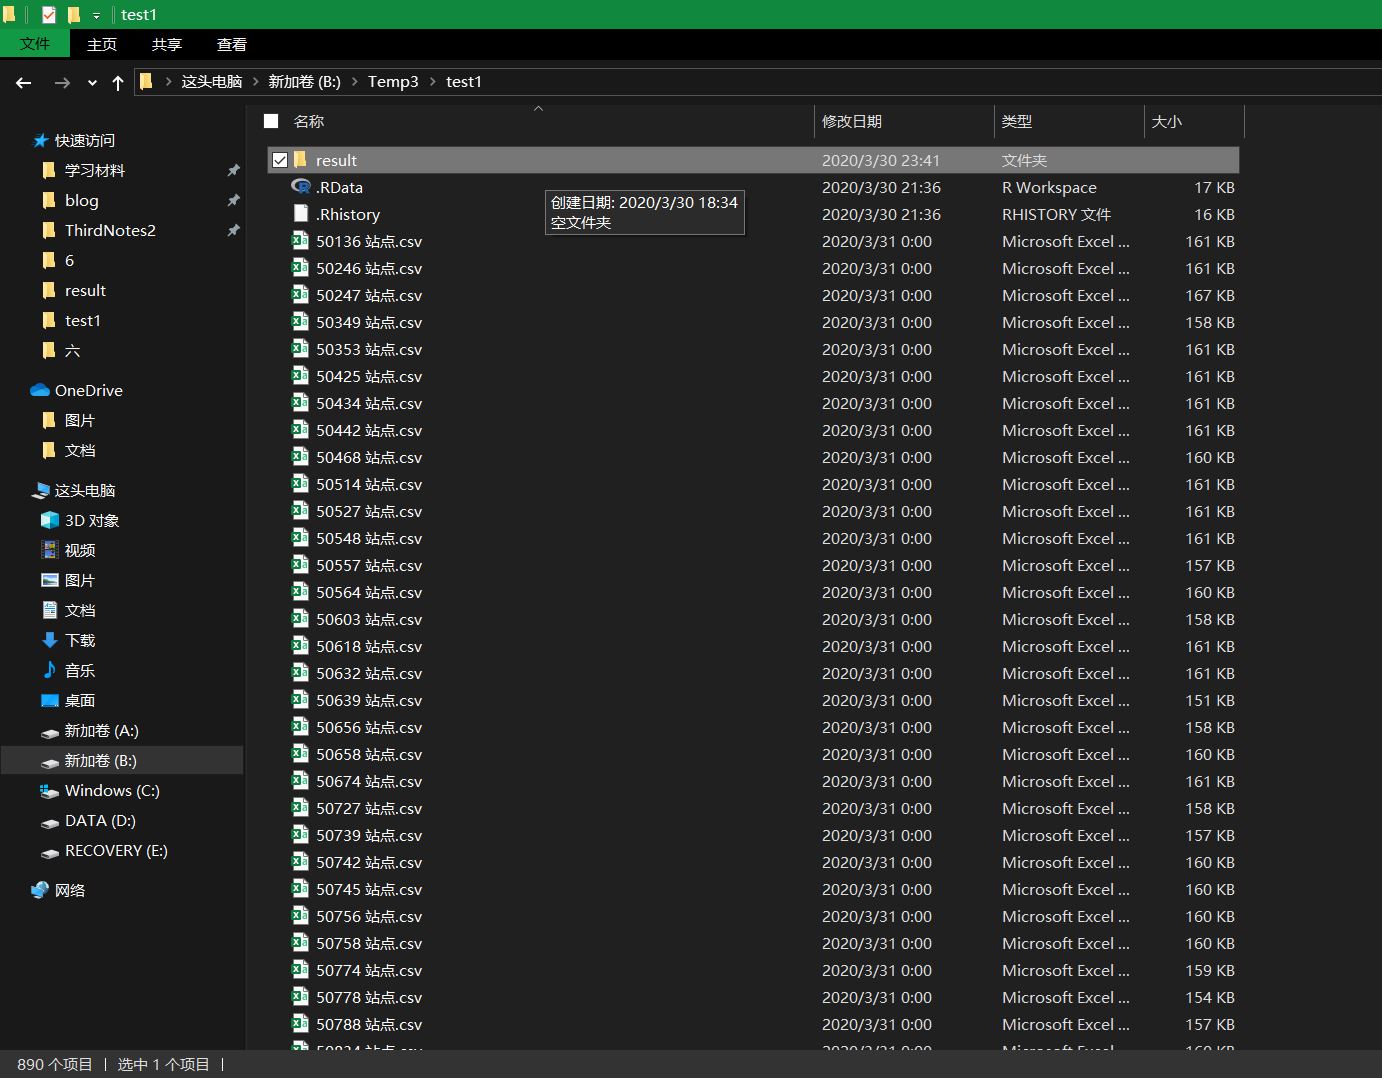 test1
文件 主页 共享 查看
这头电脑 新加卷 (B:) Temp3 test1
快速访问
学习材料
blog
ThirdNotes2
6
result
test1
六
OneDrive
图片
文档
这头电脑
3D 对象
视频
图片
文档
下载
音乐
桌面
新加卷 (A:)
新加卷 (B:)
Windows (C:)
DATA (D:)
RECOVERY (E:)
网络
名称 修改日期 类型 大小
result 2020/3/30 23:41 文件夹
.RData 2020/3/30 21:36 R Workspace 17 KB
.Rhistory 2020/3/30 21:36 RHISTORY 文件 16 KB
创建日期: 2020/3/30 18:34
空文件夹
50136 站点.csv 2020/3/31 0:00 Microsoft Excel ... 161 KB
50246 站点.csv 2020/3/31 0:00 Microsoft Excel ... 161 KB
50247 站点.csv 2020/3/31 0:00 Microsoft Excel ... 167 KB
50349 站点.csv 2020/3/31 0:00 Microsoft Excel ... 158 KB
50353 站点.csv 2020/3/31 0:00 Microsoft Excel ... 161 KB
50425 站点.csv 2020/3/31 0:00 Microsoft Excel ... 161 KB
50434 站点.csv 2020/3/31 0:00 Microsoft Excel ... 161 KB
50442 站点.csv 2020/3/31 0:00 Microsoft Excel ... 161 KB
50468 站点.csv 2020/3/31 0:00 Microsoft Excel ... 160 KB
50514 站点.csv 2020/3/31 0:00 Microsoft Excel ... 161 KB
50527 站点.csv 2020/3/31 0:00 Microsoft Excel ... 161 KB
50548 站点.csv 2020/3/31 0:00 Microsoft Excel ... 161 KB
50557 站点.csv 2020/3/31 0:00 Microsoft Excel ... 157 KB
50564 站点.csv 2020/3/31 0:00 Microsoft Excel ... 160 KB
50603 站点.csv 2020/3/31 0:00 Microsoft Excel ... 158 KB
50618 站点.csv 2020/3/31 0:00 Microsoft Excel ... 161 KB
50632 站点.csv 2020/3/31 0:00 Microsoft Excel ... 161 KB
50639 站点.csv 2020/3/31 0:00 Microsoft Excel ... 151 KB
50656 站点.csv 2020/3/31 0:00 Microsoft Excel ... 158 KB
50658 站点.csv 2020/3/31 0:00 Microsoft Excel ... 160 KB
50674 站点.csv 2020/3/31 0:00 Microsoft Excel ... 161 KB
50727 站点.csv 2020/3/31 0:00 Microsoft Excel ... 158 KB
50739 站点.csv 2020/3/31 0:00 Microsoft Excel ... 157 KB
50742 站点.csv 2020/3/31 0:00 Microsoft Excel ... 160 KB
50745 站点.csv 2020/3/31 0:00 Microsoft Excel ... 160 KB
50756 站点.csv 2020/3/31 0:00 Microsoft Excel ... 160 KB
50758 站点.csv 2020/3/31 0:00 Microsoft Excel ... 160 KB
50774 站点.csv 2020/3/31 0:00 Microsoft Excel ... 159 KB
50778 站点.csv 2020/3/31 0:00 Microsoft Excel ... 154 KB
50788 站点.csv 2020/3/31 0:00 Microsoft Excel ... 157 KB
890 个项目 选中 1 个项目